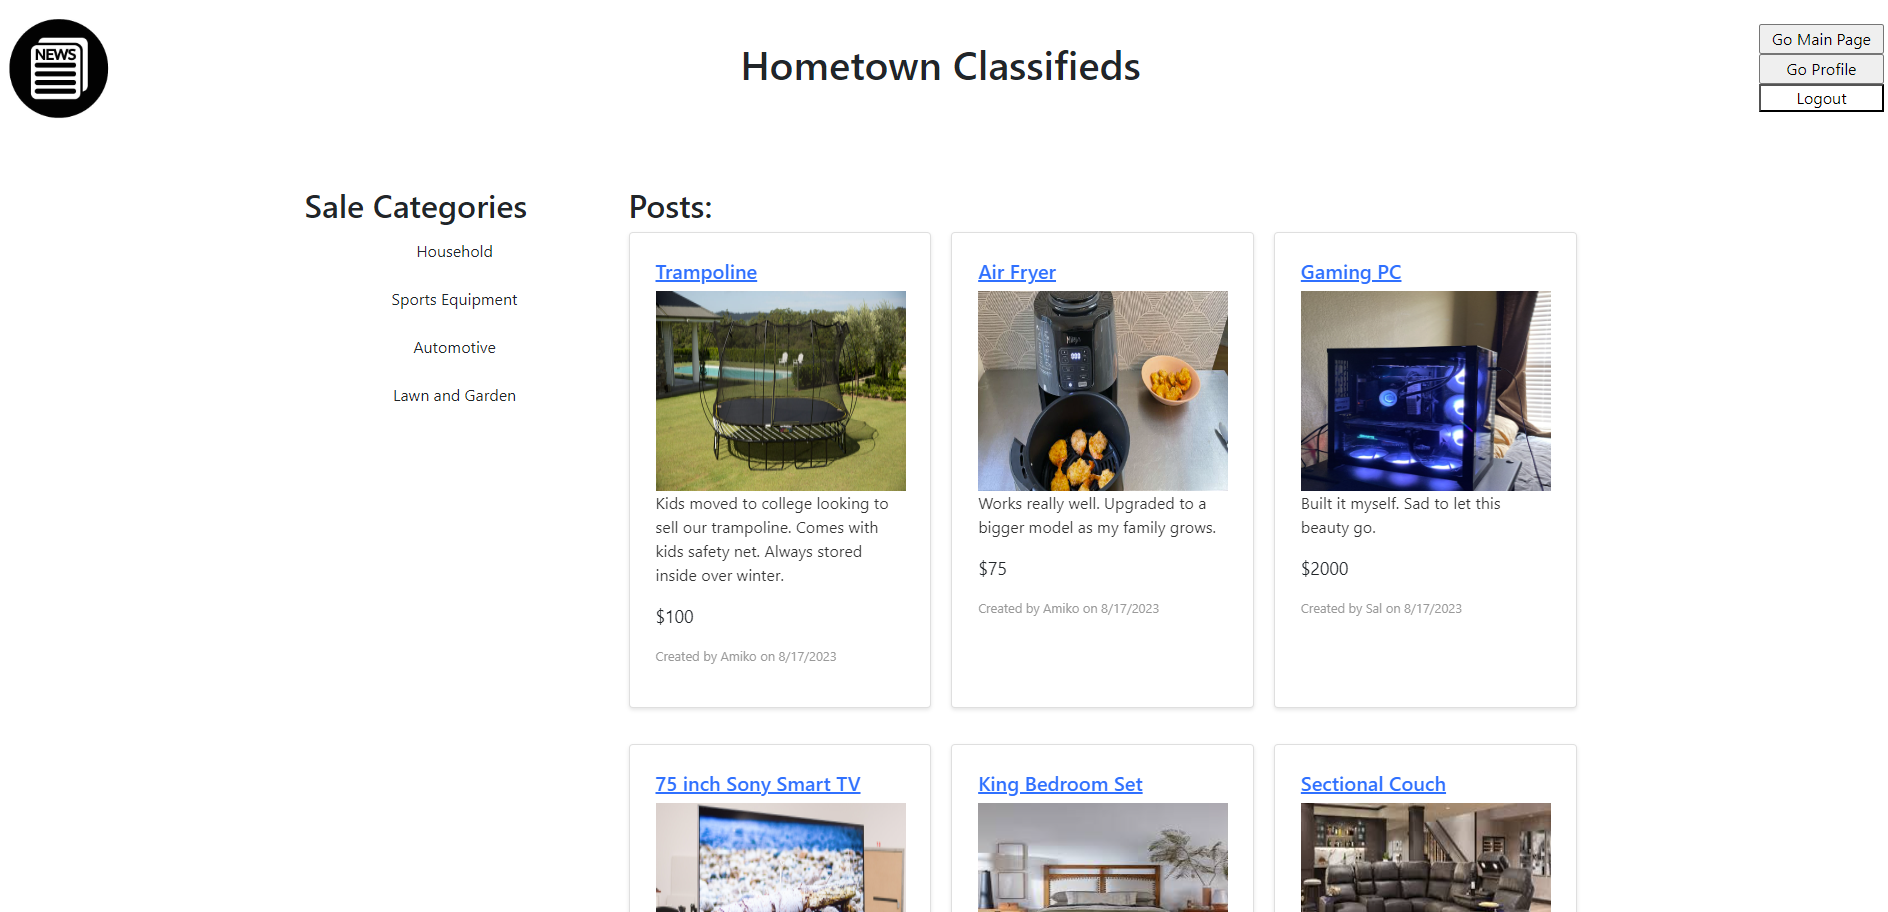 NEWS
Hometown Classifieds
Go Main Page
Go Profile
Logout
Sale Categories
Household
Sports Equipment
Automotive
Lawn and Garden
Posts:
Trampoline
Kids moved to college looking to
sell our trampoline. Comes with
kids safety net. Always stored
inside over winter.
$100
Created by Amiko on 8/17/2023
Air Fryer
Ninja
Works really well. Upgraded to a
bigger model as my family grows.
$75
Created by Amiko on 8/17/2023
Gaming PC
Built it myself. Sad to let this
beauty go.
$2000
Created by Sal on 8/17/2023
75 inch Sony Smart TV
King Bedroom Set
Sectional Couch